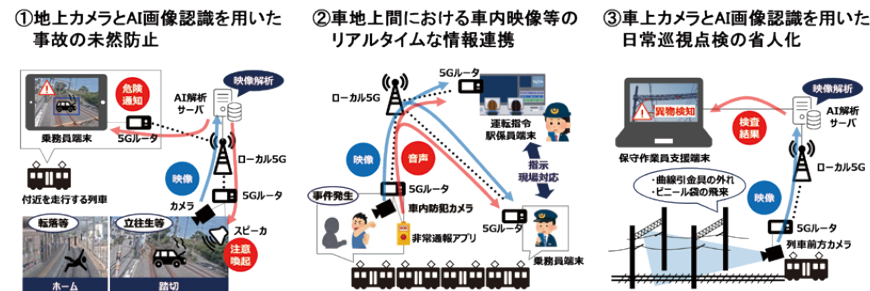 ①地上カメラとAI画像認識を用いた
事故の未然防止
危険
通知
映像解析
AI解析
サーバ
乗務員端末
5Gルータ
ローカル5G
映像
5Gルータ
カメラ
付近を走行する列車
転落等
立往生等
スピーカ
注意
喚起
ホーム
踏切
②車地上間における車内映像等の
リアルタイムな情報連携
5Gルータ
ローカル5G
運転指令
駅係員端末
映像
音声
指示
現場対応
5Gルータ
事件発生
車内防犯カメラ
5Gルータ
非常通報アプリ
乗務員端末
③車上カメラとAI画像認識を用いた
日常巡視点検の省人化
映像解析
異物検知
AI解析
サーバ
検査
結果
保守作業員支援端末
ローカル5G
・曲線引金具の外れ
・ビニール袋の飛来
映像
5Gルータ
列車前方カメラ